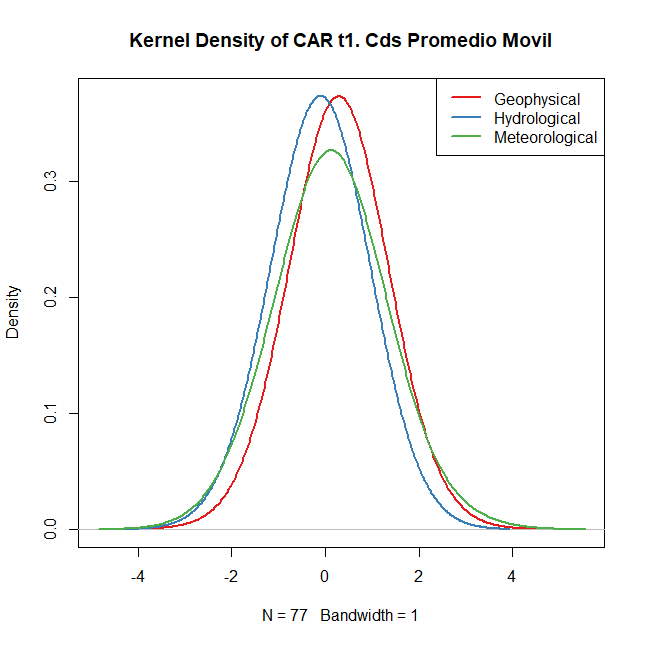 Kernel Density of CAR t1. Cds Promedio Movil
Geophysical
Hydrological
Meteorological
Density
0.3
0.2
0.1
0.0
-4 -2 0 2 4
N = 77 Bandwidth = 1